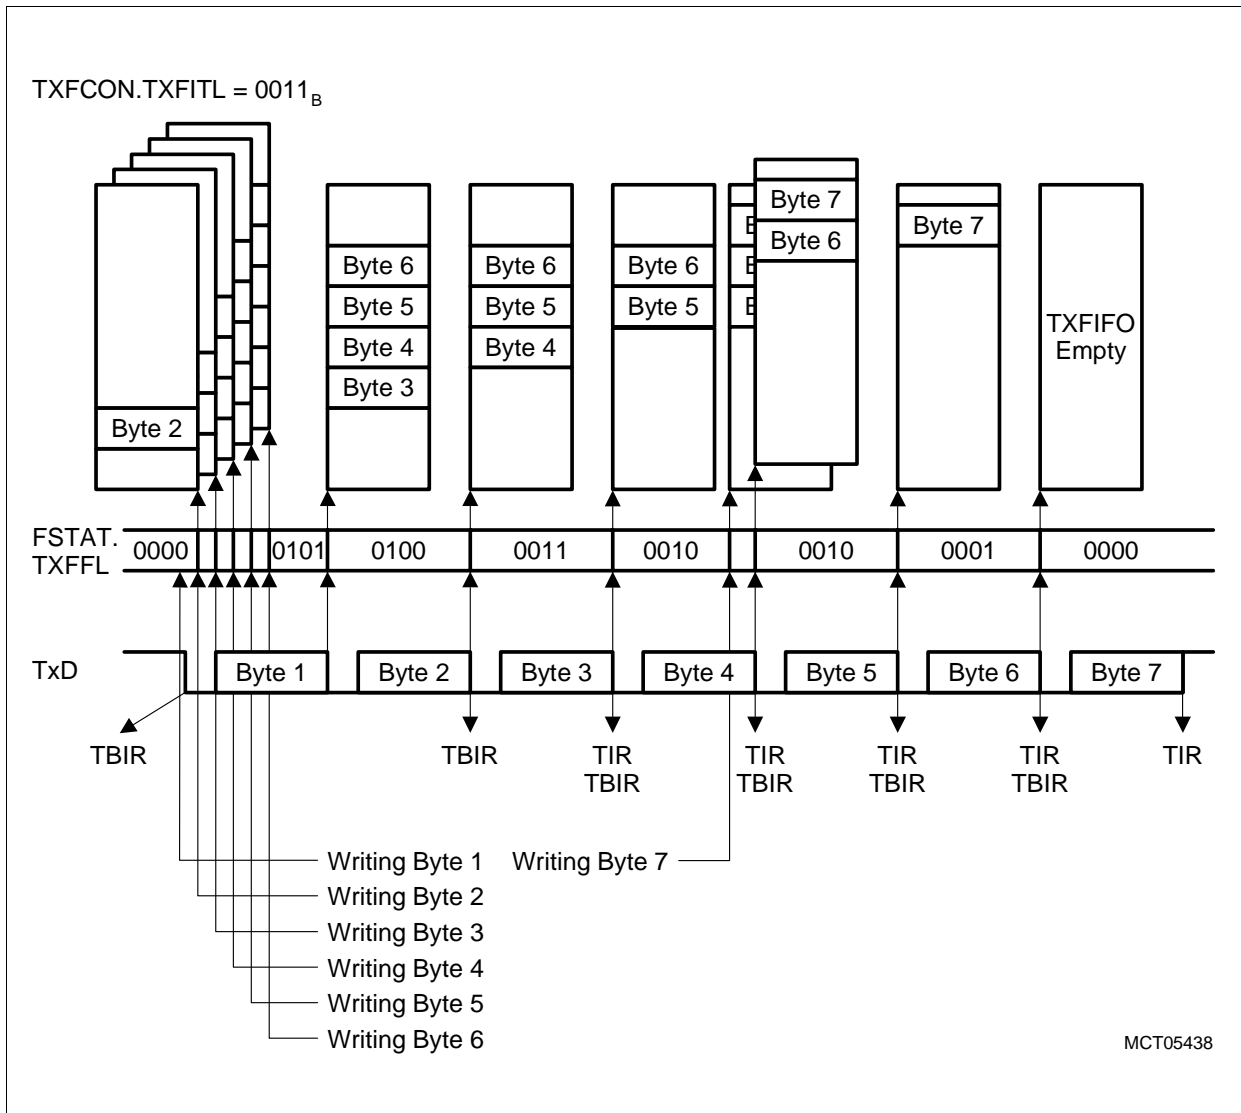 TXFCON.TXFITL = 0011B
Byte 2
Byte 6
Byte 5
Byte 4
Byte 3
Byte 6
Byte 5
Byte 4
Byte 6
Byte 5
Byte 7
Byte 6
Byte 7
TXFIFO
Empty
FSTAT.
TXFFL
0000 0101 0100 0011 0010 0010 0001 0000
TxD Byte 1 Byte 2 Byte 3 Byte 4 Byte 5 Byte 6 Byte 7
TBIR
TBIR
TIR
TBIR
TIR
TBIR
TIR
TBIR
TIR
TBIR
TIR
Writing Byte 1
Writing Byte 7
Writing Byte 2
Writing Byte 3
Writing Byte 4
Writing Byte 5
Writing Byte 6
MCT05438